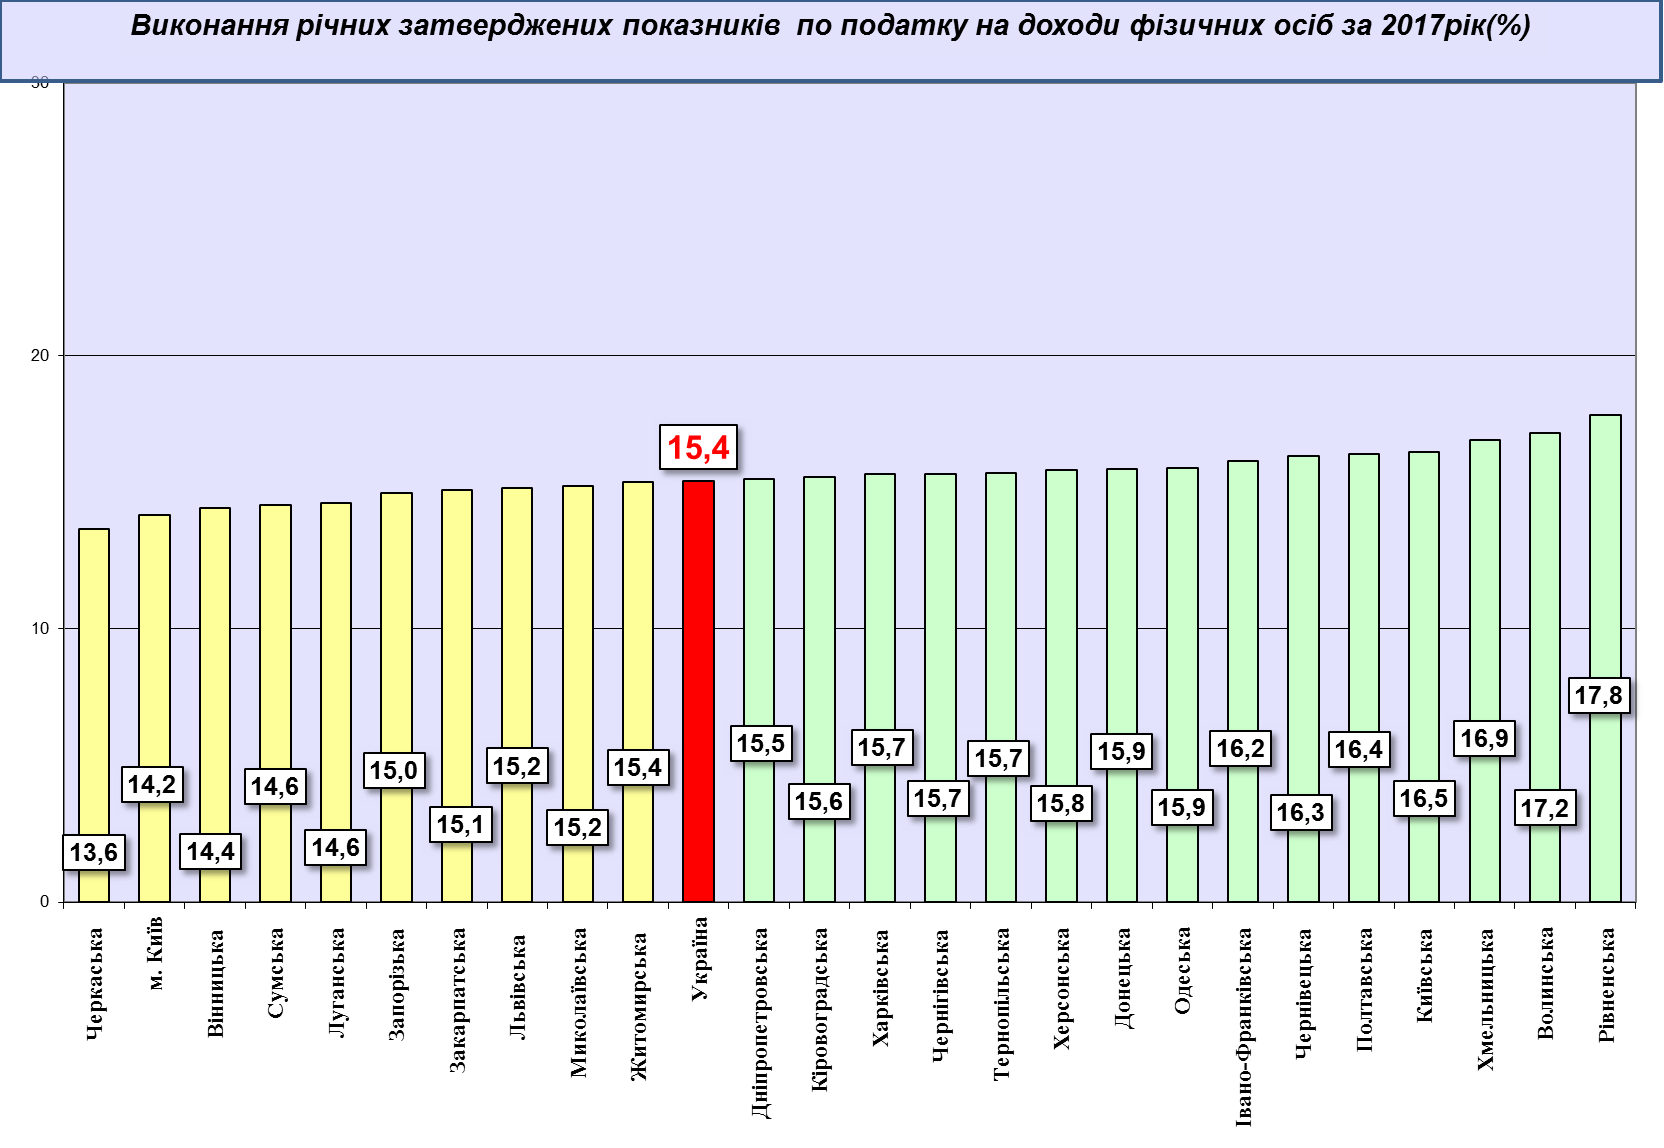 Виконання річних затверджених показників по податку на доходи фізичних осіб за 2017рік(%)
30
20
10
0
15,4
13,6
14,2
14,4
14,6
14,6
15,0
15,1
15,2
15,2
15,4
15,5
15,6
15,7
15,7
15,7
15,8
15,9
15,9
16,2
16,3
16,4
16,5
16,9
17,2
17,8
Черкаська
м. Київ
Вінницька
Сумська
Луганська
Запорізька
Закарпатська
Львівська
Миколаївська
Житомирська
Україна
Дніпропетровська
Кіровоградська
Харківська
Чернігівська
Тернопільська
Херсонська
Донецька
Одеська
Івано-Франківська
Чернівецька
Полтавська
Київська
Хмельницька
Волинська
Рівненська